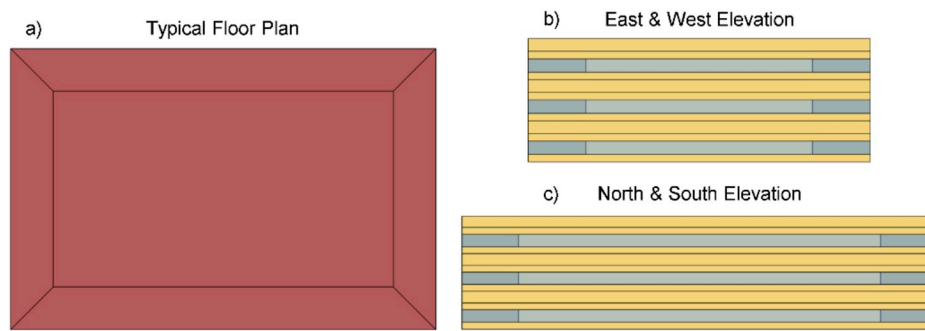 a) Typical Floor Plan
b) East & West Elevation
c) North & South Elevation